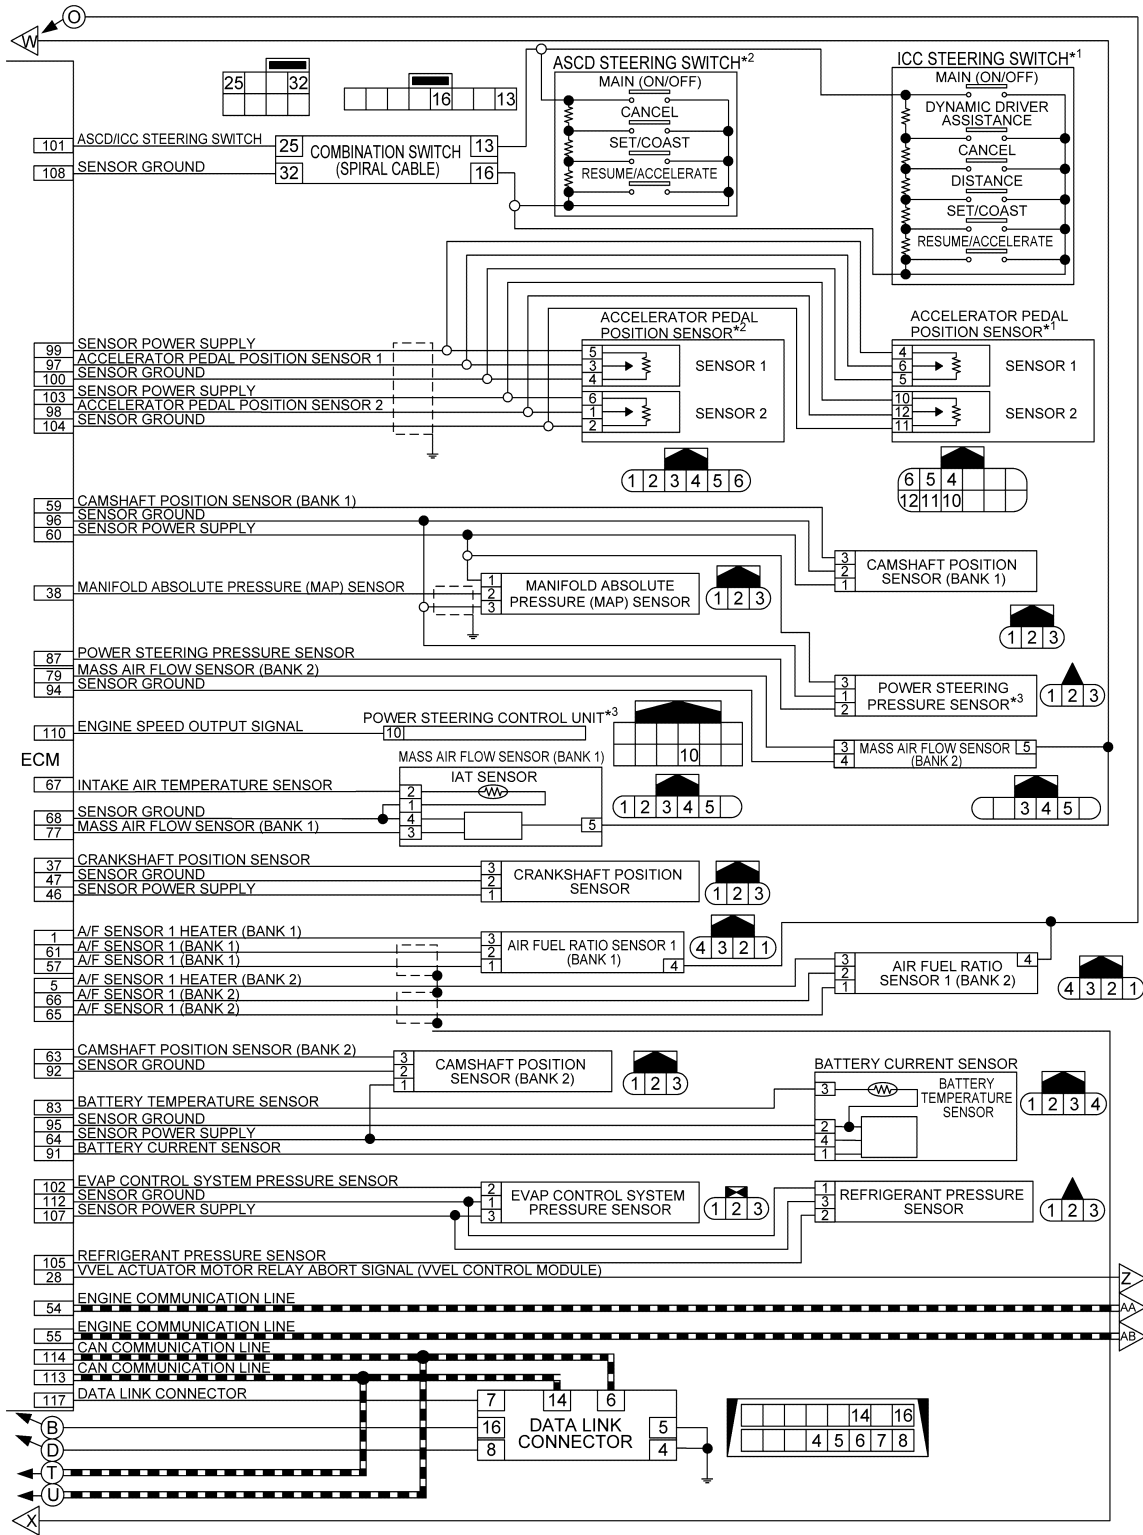 O
W
ASCD STEERING SWITCH*2
MAIN (ON/OFF)
CANCEL
SET/COAST
RESUME/ACCELERATE
ICC STEERING SWITCH*1
MAIN (ON/OFF)
DYNAMIC DRIVER
ASSISTANCE
CANCEL
DISTANCE
SET/COAST
RESUME/ACCELERATE
25 32
16 13
101 ASCD/ICC STEERING SWITCH 25 13
108 SENSOR GROUND 32 16
COMBINATION SWITCH
(SPIRAL CABLE)
ACCELERATOR PEDAL
POSITION SENSOR*2
ACCELERATOR PEDAL
POSITION SENSOR*1
99 SENSOR POWER SUPPLY 5 4
97 ACCELERATOR PEDAL POSITION SENSOR 1 3 SENSOR 1 6 SENSOR 1
100 SENSOR GROUND 4 5
103 SENSOR POWER SUPPLY 6 10
98 ACCELERATOR PEDAL POSITION SENSOR 2 1 SENSOR 2 12 SENSOR 2
104 SENSOR GROUND 2 11
1 2 3 4 5 6
6 5 4
12 11 10
59 CAMSHAFT POSITION SENSOR (BANK 1)
96 SENSOR GROUND
60 SENSOR POWER SUPPLY
3
2
1
CAMSHAFT POSITION
SENSOR (BANK 1)
1 2 3
38 MANIFOLD ABSOLUTE PRESSURE (MAP) SENSOR
1
2
3
MANIFOLD ABSOLUTE
PRESSURE (MAP) SENSOR
1 2 3
87 POWER STEERING PRESSURE SENSOR
79 MASS AIR FLOW SENSOR (BANK 2)
94 SENSOR GROUND
3
1
2
POWER STEERING
PRESSURE SENSOR*3
1 2 3
110 ENGINE SPEED OUTPUT SIGNAL
POWER STEERING CONTROL UNIT*3
10
10
3
4
MASS AIR FLOW SENSOR
(BANK 2)
5
3 4 5
ECM
MASS AIR FLOW SENSOR (BANK 1)
IAT SENSOR
67 INTAKE AIR TEMPERATURE SENSOR 2
1
68 SENSOR GROUND 4
77 MASS AIR FLOW SENSOR (BANK 1) 3
5
1 2 3 4 5
37 CRANKSHAFT POSITION SENSOR 3
47 SENSOR GROUND 2
46 SENSOR POWER SUPPLY 1
CRANKSHAFT POSITION
SENSOR
1 2 3
1 A/F SENSOR 1 HEATER (BANK 1) 3
61 A/F SENSOR 1 (BANK 1) 2
57 A/F SENSOR 1 (BANK 1) 1
AIR FUEL RATIO SENSOR 1
(BANK 1)
4
4 3 2 1
5 A/F SENSOR 1 HEATER (BANK 2) 3
66 A/F SENSOR 1 (BANK 2) 2
65 A/F SENSOR 1 (BANK 2) 1
AIR FUEL RATIO
SENSOR 1 (BANK 2)
4
4 3 2 1
63 CAMSHAFT POSITION SENSOR (BANK 2) 3
92 SENSOR GROUND 2
1
CAMSHAFT POSITION
SENSOR (BANK 2)
1 2 3
BATTERY CURRENT SENSOR
BATTERY
TEMPERATURE
SENSOR
83 BATTERY TEMPERATURE SENSOR 3
95 SENSOR GROUND 2
64 SENSOR POWER SUPPLY 4
91 BATTERY CURRENT SENSOR 1
1 2 3 4
102 EVAP CONTROL SYSTEM PRESSURE SENSOR 2
112 SENSOR GROUND 1
107 SENSOR POWER SUPPLY 3
EVAP CONTROL SYSTEM
PRESSURE SENSOR
1 2 3
1
3
2
REFRIGERANT PRESSURE
SENSOR
1 2 3
105 REFRIGERANT PRESSURE SENSOR
28 VVEL ACTUATOR MOTOR RELAY ABORT SIGNAL (VVEL CONTROL MODULE) Z
54 ENGINE COMMUNICATION LINE AA
55 ENGINE COMMUNICATION LINE AB
114 CAN COMMUNICATION LINE
113 CAN COMMUNICATION LINE
117 DATA LINK CONNECTOR 7 14 6
B 16 5
D 8 4
DATA LINK
CONNECTOR
14 16
4 5 6 7 8
T
U
X